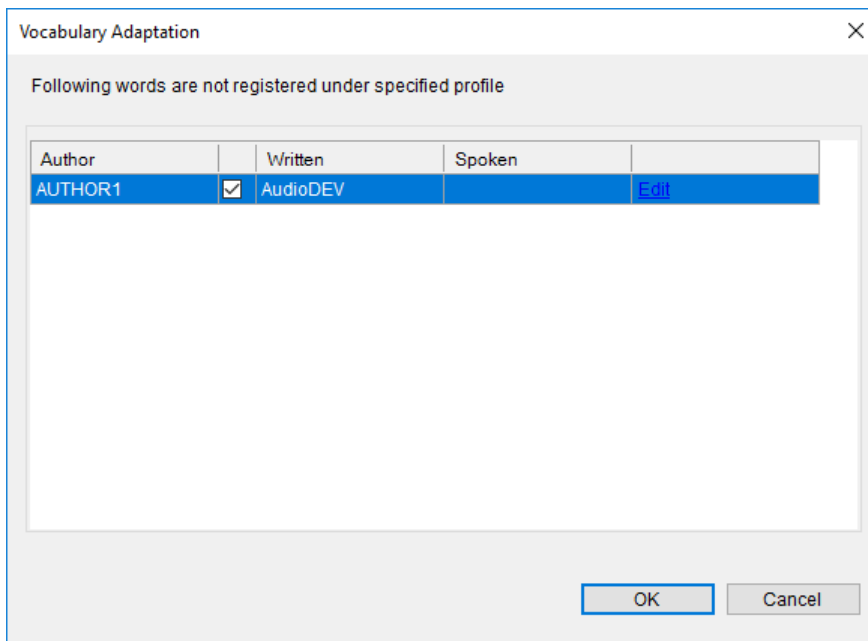 Vocabulary Adaptation
Following words are not registered under specified profile
Author Written Spoken
AUTHOR1 AudioDEV Edit
OK Cancel